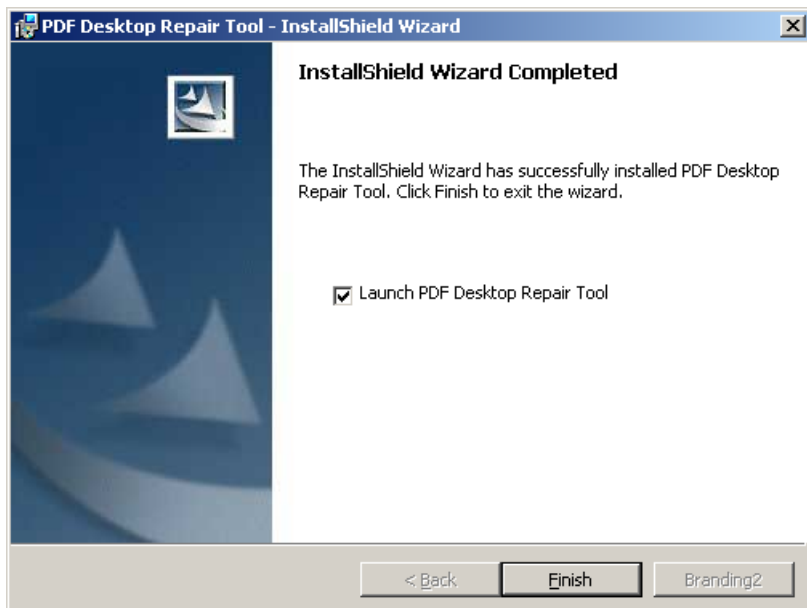 PDF Desktop Repair Tool - InstallShield Wizard
InstallShield Wizard Completed
The InstallShield Wizard has successfully installed PDF Desktop
Repair Tool. Click Finish to exit the wizard.
Launch PDF Desktop Repair Tool
< Back
Finish
Branding2